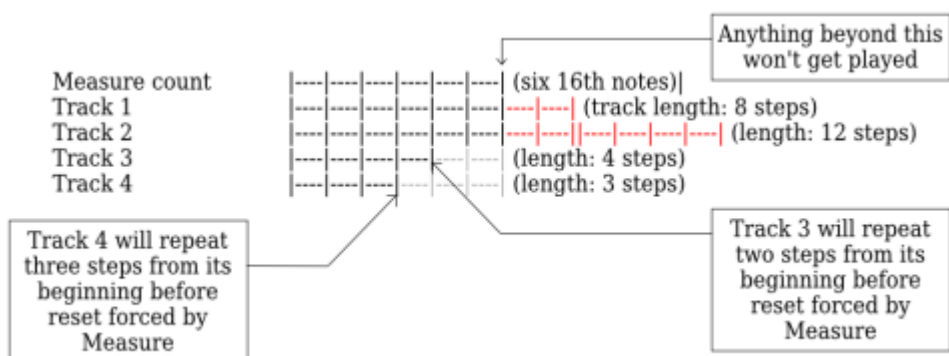 Anything beyond this
won't get played
Measure count |----|----|----|----|----|----| (six 16th notes)|
Track 1 |----|----|----|----|----|----|----|----| (track length: 8 steps)
Track 2 |----|----|----|----|----|----|----|----||----|----|----|----| (length: 12 steps)
Track 3 |----|----|----|----|----|----| (length: 4 steps)
Track 4 |----|----|----|----|----|----| (length: 3 steps)
Track 4 will repeat
three steps from its
beginning before
reset forced by
Measure
Track 3 will repeat
two steps from its
beginning before
reset forced by
Measure